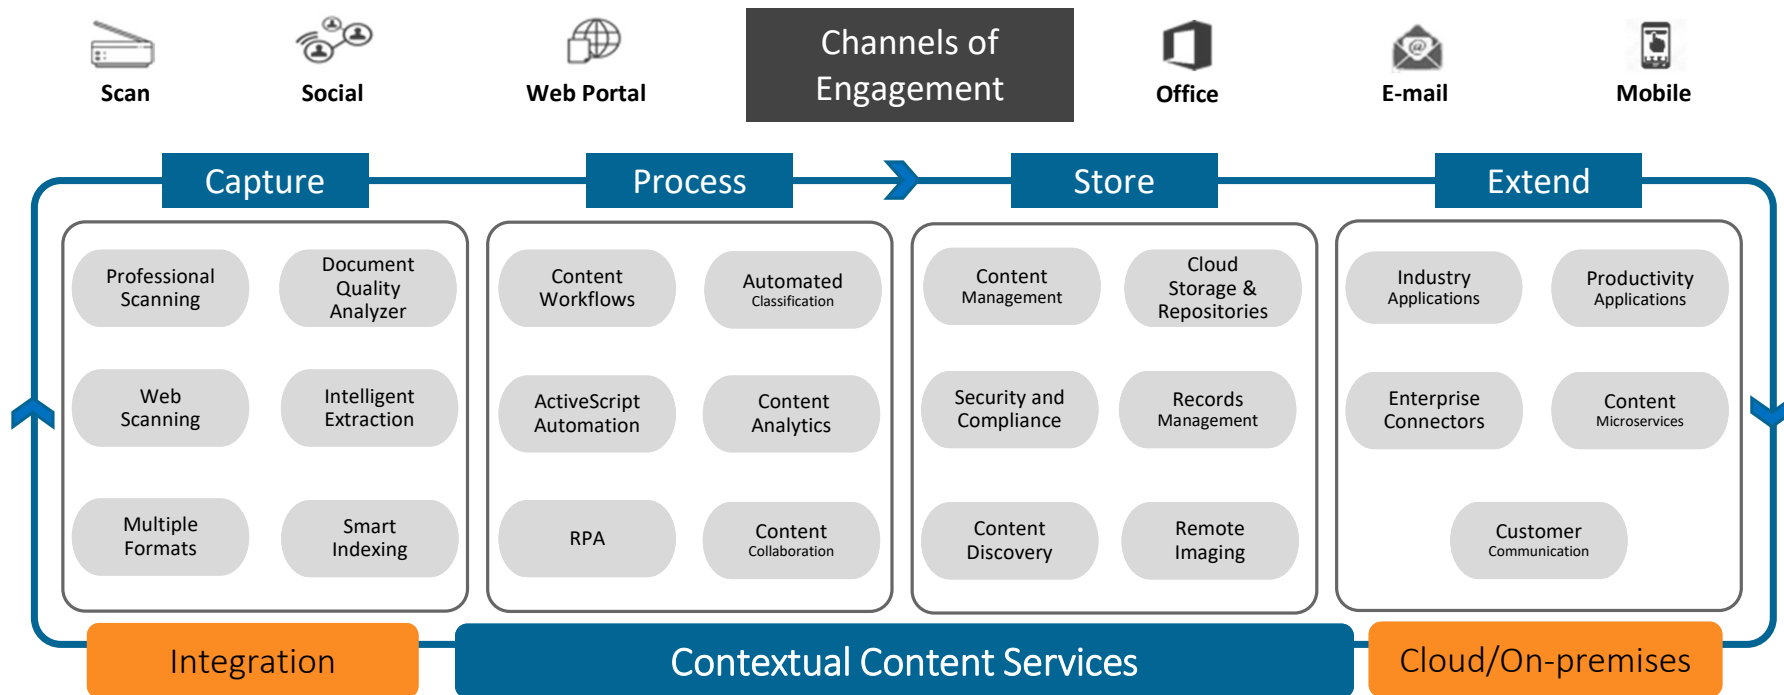 Channels of
Engagement
Scan
Social
Web Portal
Office
E-mail
Mobile
Capture
Process
Store
Extend
Professional
Scanning
Document
Quality
Analyzer
Web
Scanning
Intelligent
Extraction
Multiple
Formats
Smart
Indexing
Content
Workflows
Automated
Classification
ActiveScript
Automation
Content
Analytics
RPA
Content
Collaboration
Content
Management
Cloud
Storage &
Repositories
Security and
Compliance
Records
Management
Content
Discovery
Remote
Imaging
Industry
Applications
Productivity
Applications
Enterprise
Connectors
Content
Microservices
Customer
Communication
Integration
Contextual Content Services
Cloud/On-premises